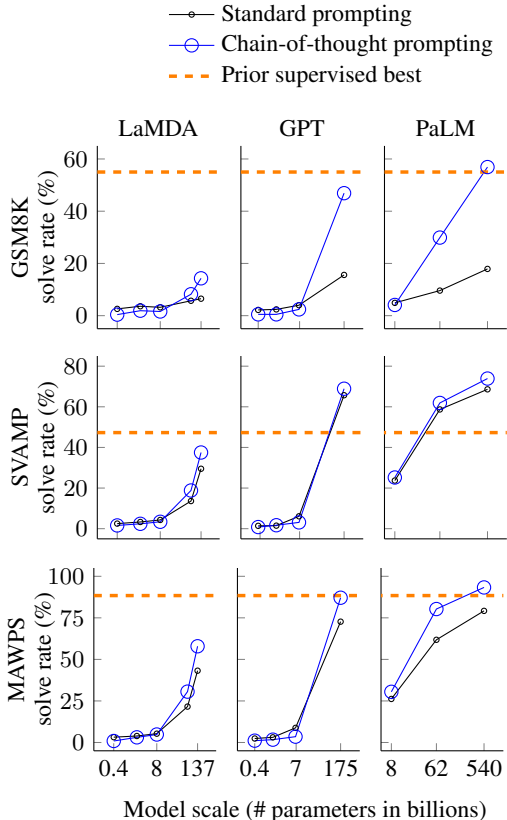 Standard prompting
Chain-of-thought prompting
Prior supervised best
LaMDA GPT PaLM
GSM8K
solve rate (%)
60
40
20
0
SVAMP
solve rate (%)
80
60
40
20
0
MAWPS
solve rate (%)
100
75
50
25
0
0.4 8 137 0.4 7 175 8 62 540
Model scale (# parameters in billions)